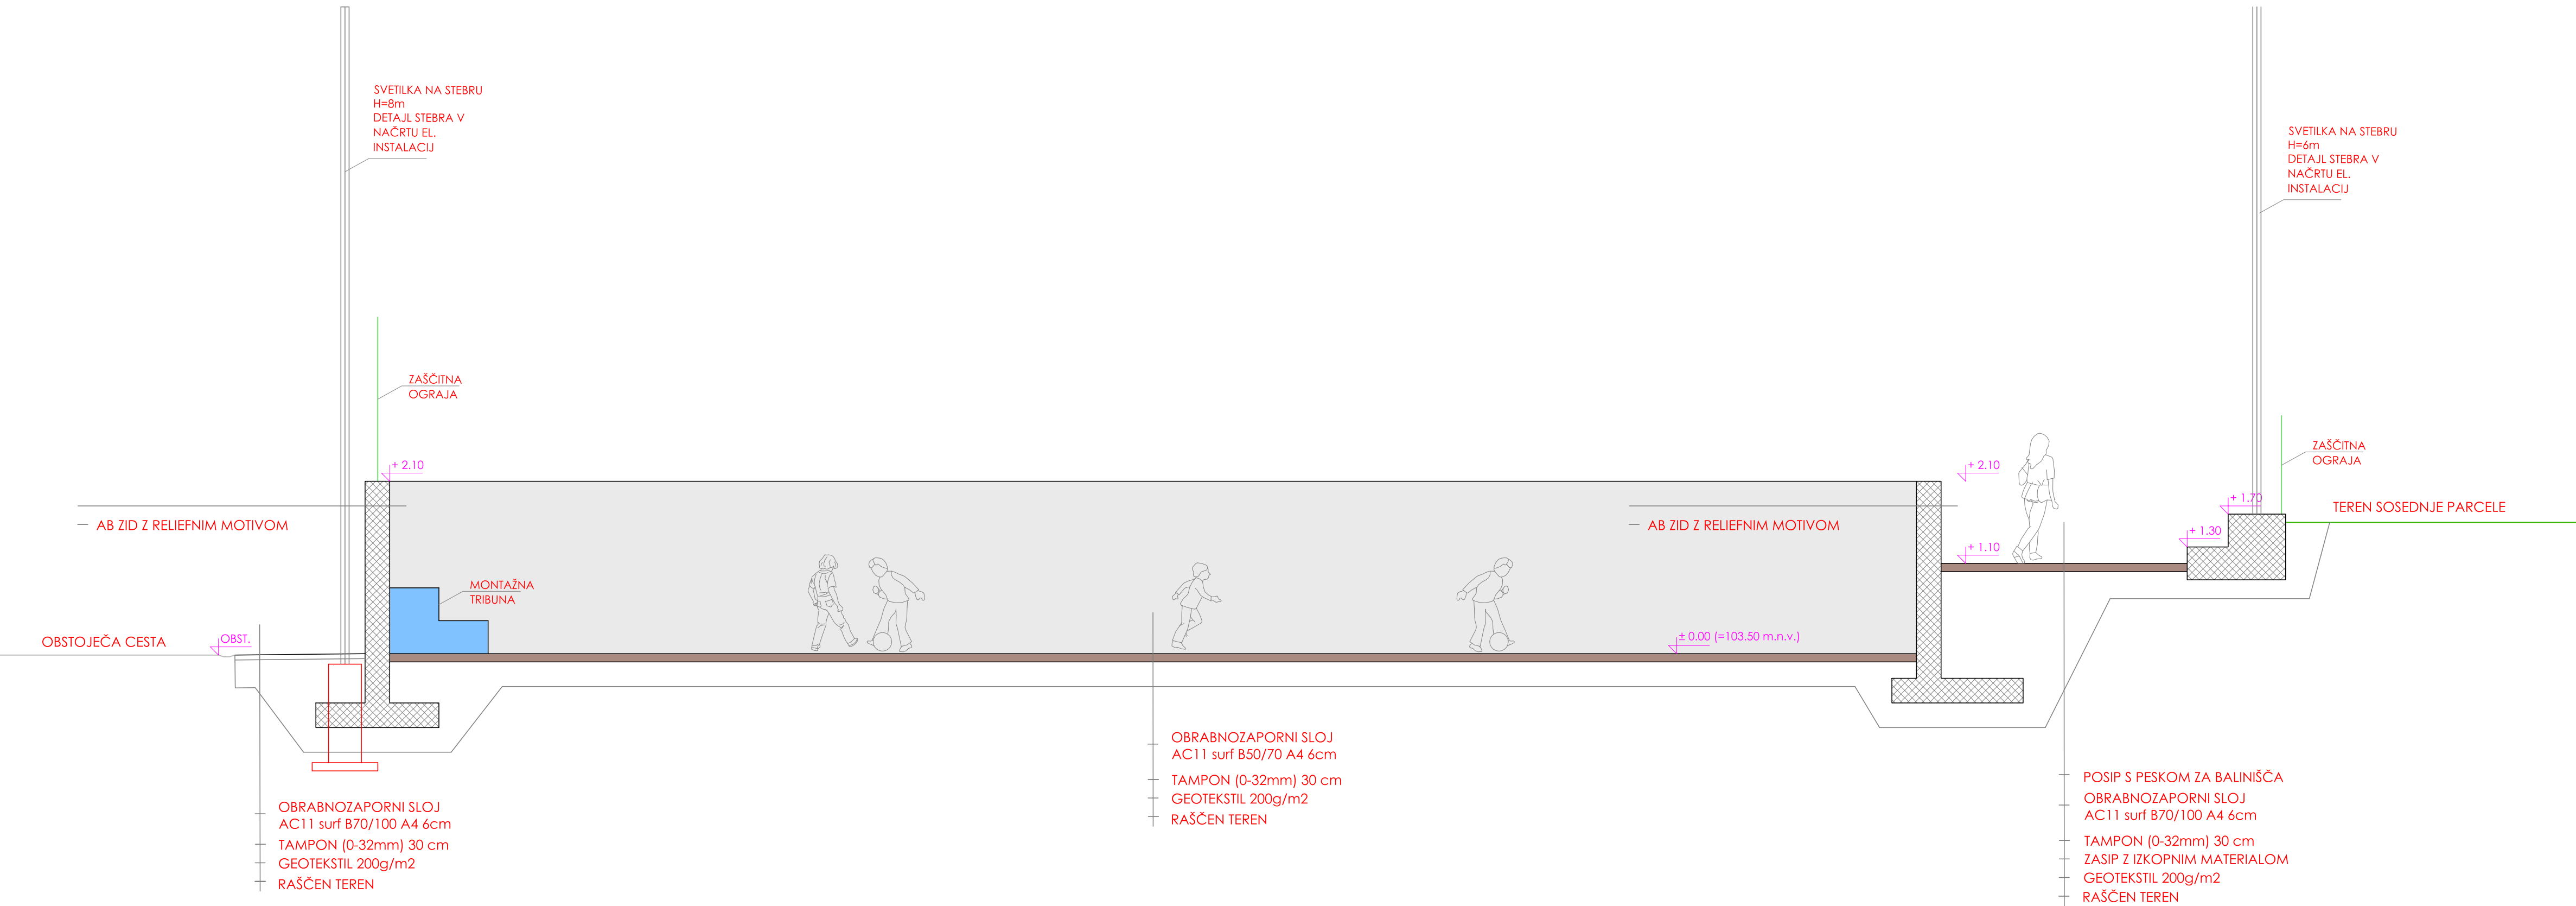 SVETILKA NA STEBRU
H=8m
DETAJL STEBRA V
NAČRTU EL.
INSTALACIJ
SVETILKA NA STEBRU
H=6m
DETAJL STEBRA V
NAČRTU EL.
INSTALACIJ
ZAŠČITNA
OGRAJA
+ 2.10
+ 2.10
ZAŠČITNA
OGRAJA
+ 1.70
TEREN SOSEDNJE PARCELE
AB ZID Z RELIEFNIM MOTIVOM
AB ZID Z RELIEFNIM MOTIVOM
+ 1.30
+ 1.10
MONTAŽNA
TRIBUNA
OBSTOJEČA CESTA
OBST.
± 0.00 (=103.50 m.n.v.)
OBRABNOZAPORNI SLOJ
AC11 surf B70/100 A4 6cm
TAMPON (0-32mm) 30 cm
GEOTEKSTIL 200g/m2
RAŠČEN TEREN
OBRABNOZAPORNI SLOJ
AC11 surf B50/70 A4 6cm
TAMPON (0-32mm) 30 cm
GEOTEKSTIL 200g/m2
RAŠČEN TEREN
POSIP S PESKOM ZA BALINIŠČA
OBRABNOZAPORNI SLOJ
AC11 surf B70/100 A4 6cm
TAMPON (0-32mm) 30 cm
ZASIP Z IZKOPNIM MATERIALOM
GEOTEKSTIL 200g/m2
RAŠČEN TEREN